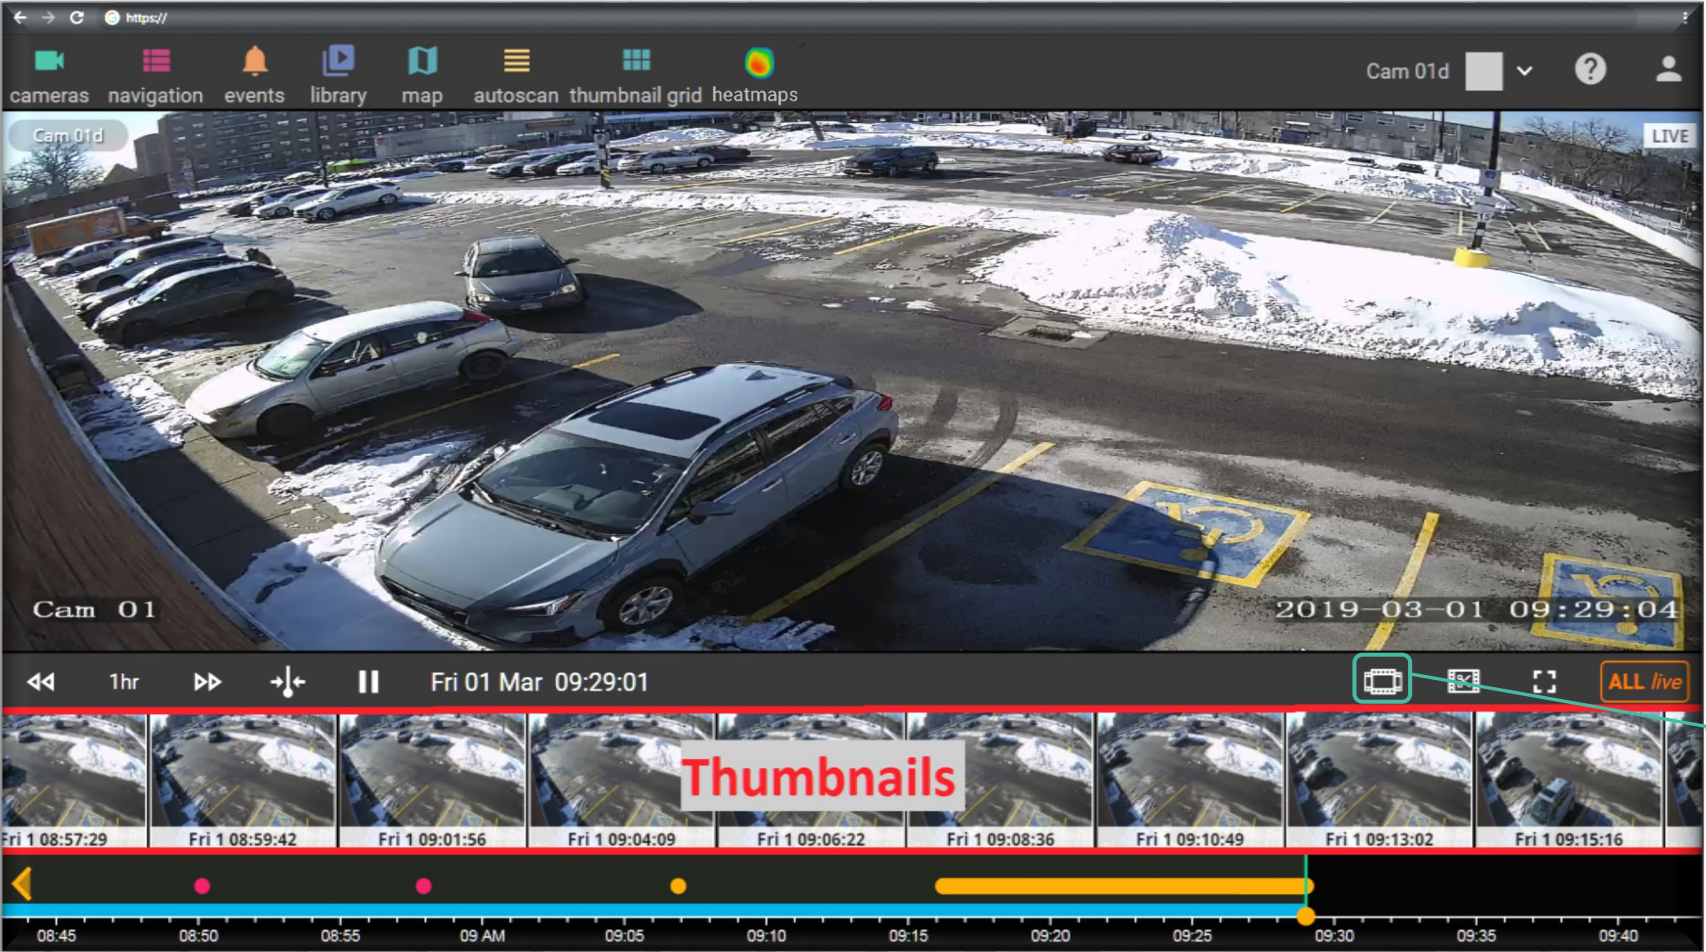 https://
cameras navigation events library map autoscan thumbnail grid heatmaps
Cam 01d
Cam 01d
LIVE
15
Cam 01
2019-03-01 09:29:04
1hr
Fri 01 Mar 09:29:01
ALL live
Thumbnails
Fri 1 08:57:29 Fri 1 08:59:42 Fri 1 09:01:56 Fri 1 09:04:09 Fri 1 09:06:22 Fri 1 09:08:36 Fri 1 09:10:49 Fri 1 09:13:02 Fri 1 09:15:16
08:45 08:50 08:55 09 AM 09:05 09:10 09:15 09:20 09:25 09:30 09:35 09:40